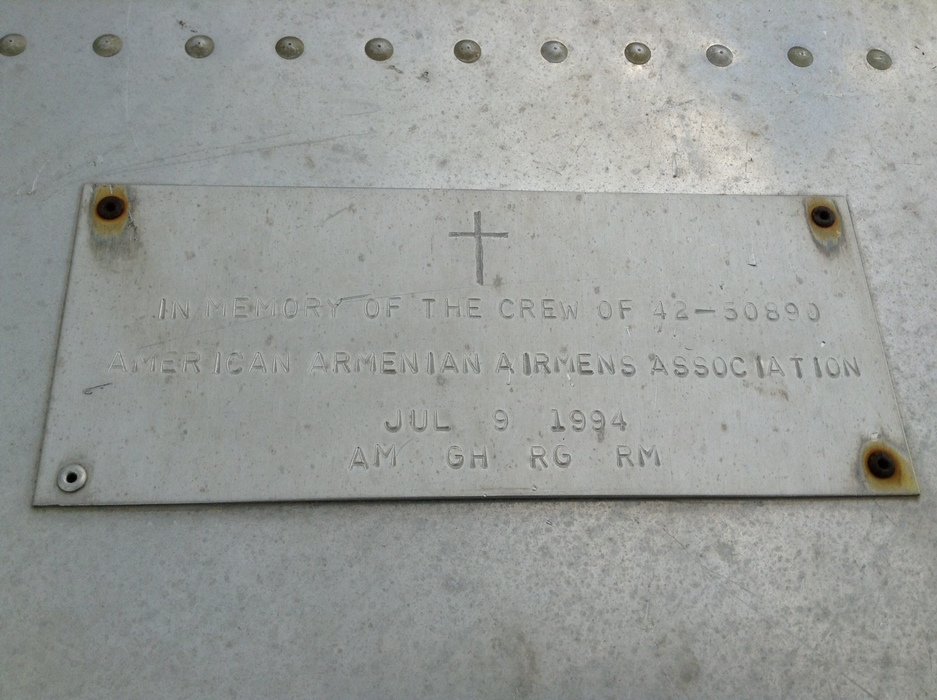 IN MEMORY OF THE CREW OF 42-50890
AMERICAN ARMENIAN AIRMENS ASSOCIATION
JUL 9 1994
AM GH RG RM